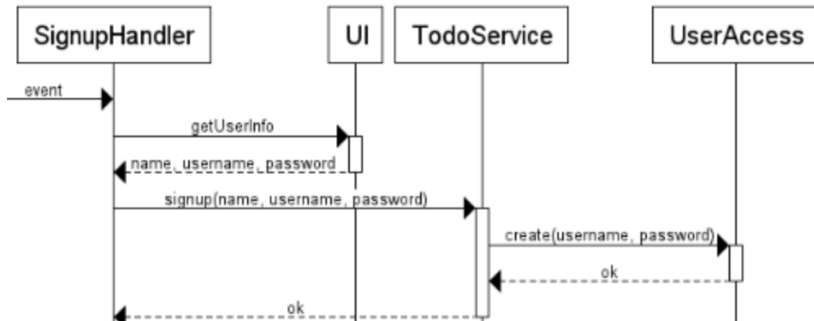 SignupHandler
UI
TodoService
UserAccess
event
getUserInfo
name, username, password
signup(name, username, password)
create(username, password)
ok
ok